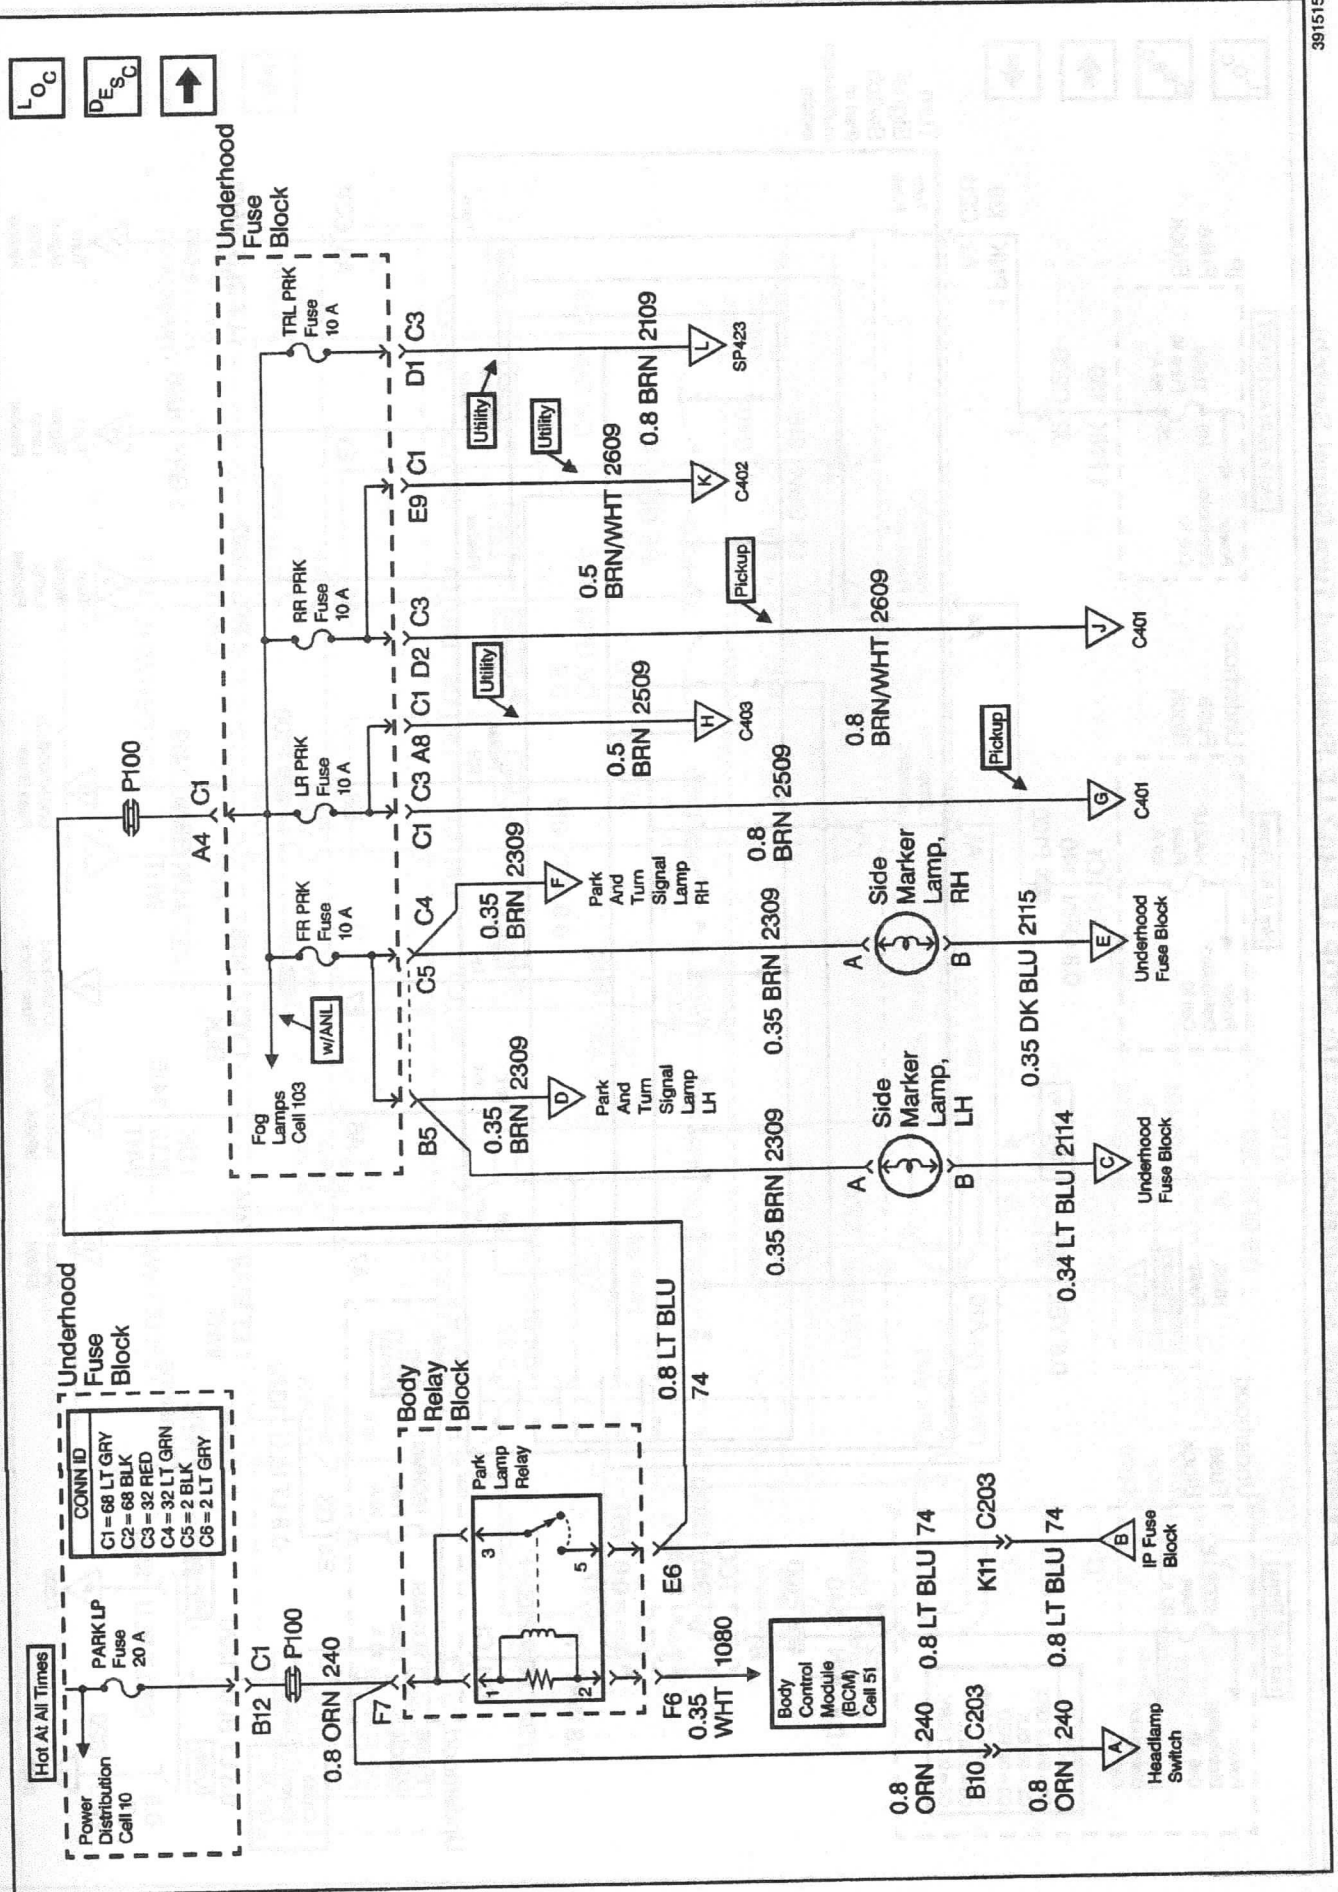 Hot At All Times
Power
Distribution
Cell 10
PARK LP
Fuse
20 A
CONN ID
C1 = 68 LT GRY
C2 = 68 BLK
C3 = 32 RED
C4 = 32 LT GRN
C5 = 2 BLK
C6 = 2 LT GRY
Underhood
Fuse
Block
B12 C1
P100
0.8 ORN 240
F7
Body
Relay
Block
Park
Lamp
Relay
1
3
2
5
F6
0.35
WHT 1080
E6
0.8 LT BLU
74
Body
Control
Module
(BCM)
Cell 51
0.8
ORN 240
B10 C203
0.8
ORN 240
A
Headlamp
Switch
0.8 LT BLU 74
K11 C203
0.8 LT BLU 74
B
IP Fuse
Block
P100
A4 C1
LOC
DESC
Underhood
Fuse
Block
Fog
Lamps
Cell 103
w/ANL
FR PRK
Fuse
10 A
LR PRK
Fuse
10 A
RR PRK
Fuse
10 A
TRL PRK
Fuse
10 A
B5
C5 C4
C1 C3
A8 C1
D2 C3
E9 C1
D1 C3
0.35
BRN 2309
D
Park
And
Turn
Signal
Lamp
LH
0.35
BRN 2309
F
Park
And
Turn
Signal
Lamp
RH
Utility
0.5
BRN 2509
H
C403
Utility
0.5
BRN/WHT 2609
K
C402
Utility
0.8 BRN 2109
L
SP423
0.35 BRN 2309
A
Side
Marker
Lamp,
LH
B
0.34 LT BLU 2114
C
Underhood
Fuse Block
0.35 BRN 2309
A
Side
Marker
Lamp,
RH
B
0.35 DK BLU 2115
E
Underhood
Fuse Block
0.8
BRN 2509
Pickup
G
C401
Pickup
0.8
BRN/WHT 2609
J
C401